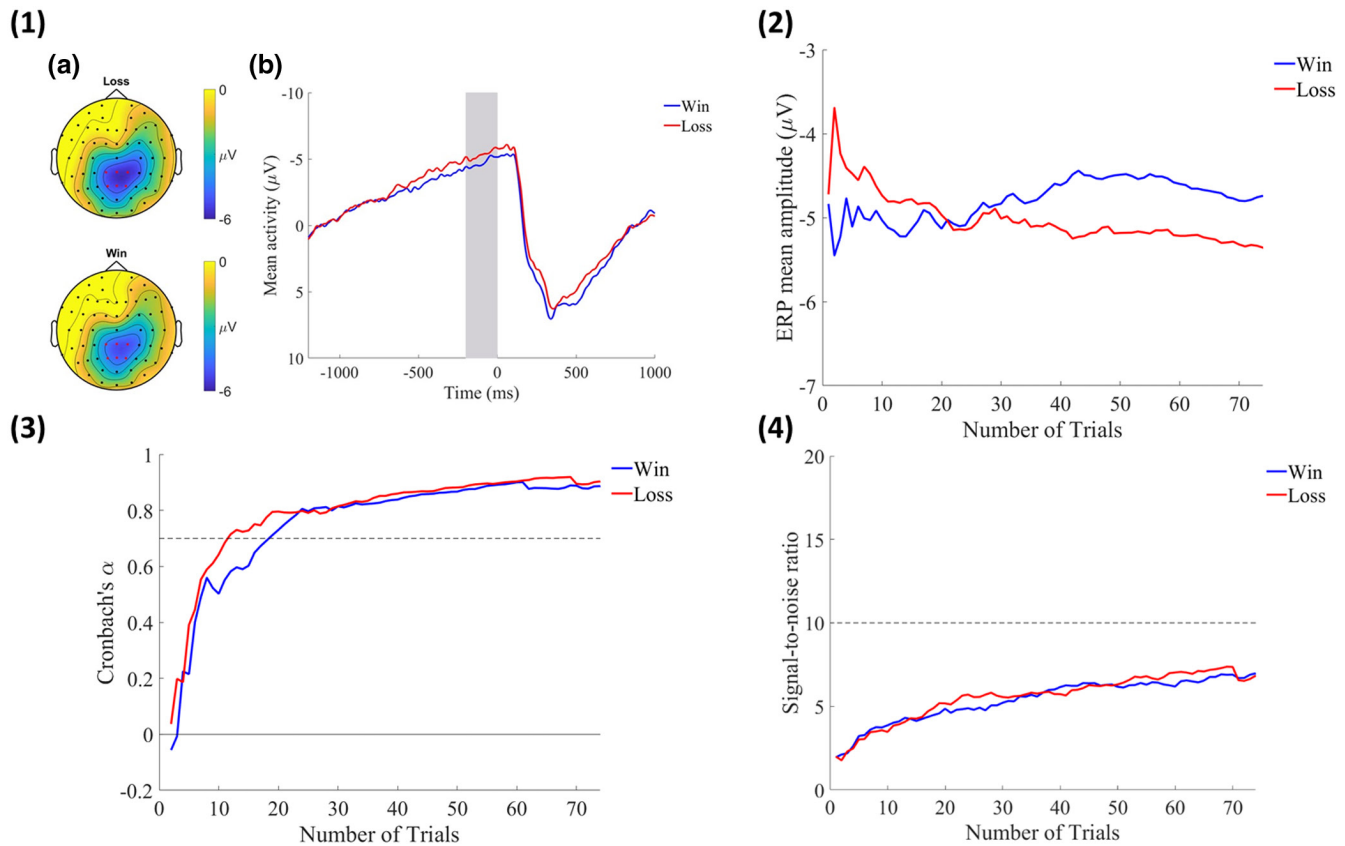 (1)
(a)
Loss
0
μV
-6
Win
0
μV
-6
(b)
Win
Loss
-10
-5
0
5
10
Mean activity (μV)
-1000 -500 0 500 1000
Time (ms)
(2)
Win
Loss
-3
-4
-5
-6
-7
ERP mean amplitude (μV)
0 10 20 30 40 50 60 70
Number of Trials
(3)
Win
Loss
1
0.8
0.6
0.4
0.2
0
-0.2
Cronbach's α
0 10 20 30 40 50 60 70
Number of Trials
(4)
Win
Loss
20
15
10
5
0
Signal-to-noise ratio
0 10 20 30 40 50 60 70
Number of Trials